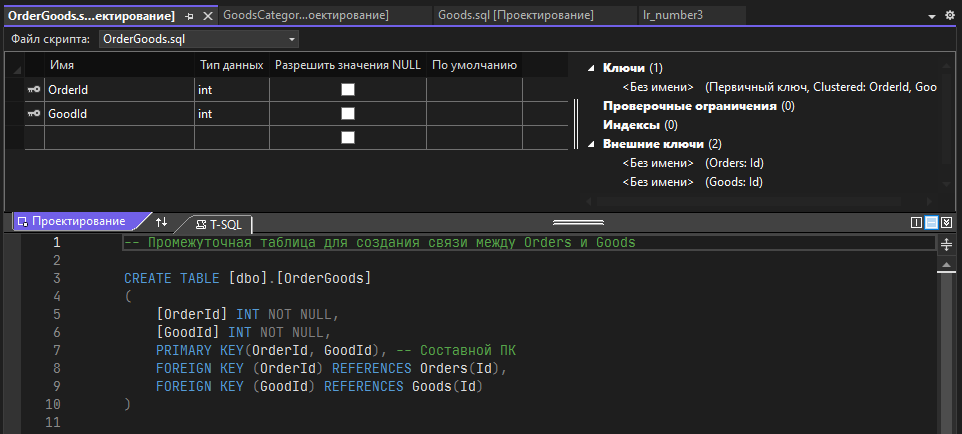 OrderGoods.s...ектирование] GoodsCategor...оектирование] Goods.sql [Проектирование] lr_number3
Файл скрипта: OrderGoods.sql
Имя Тип данных Разрешить значения NULL По умолчанию
OrderId int
GoodId int
Ключи (1)
<Без имени> (Первичный ключ, Clustered: OrderId, Goo
Проверочные ограничения (0)
Индексы (0)
Внешние ключи (2)
<Без имени> (Orders: Id)
<Без имени> (Goods: Id)
Проектирование T-SQL
1 -- Промежуточная таблица для создания связи между Orders и Goods
2
3 CREATE TABLE [dbo].[OrderGoods]
4 (
5 [OrderId] INT NOT NULL,
6 [GoodId] INT NOT NULL,
7 PRIMARY KEY(OrderId, GoodId), -- Составной ПК
8 FOREIGN KEY (OrderId) REFERENCES Orders(Id),
9 FOREIGN KEY (GoodId) REFERENCES Goods(Id)
10 )
11